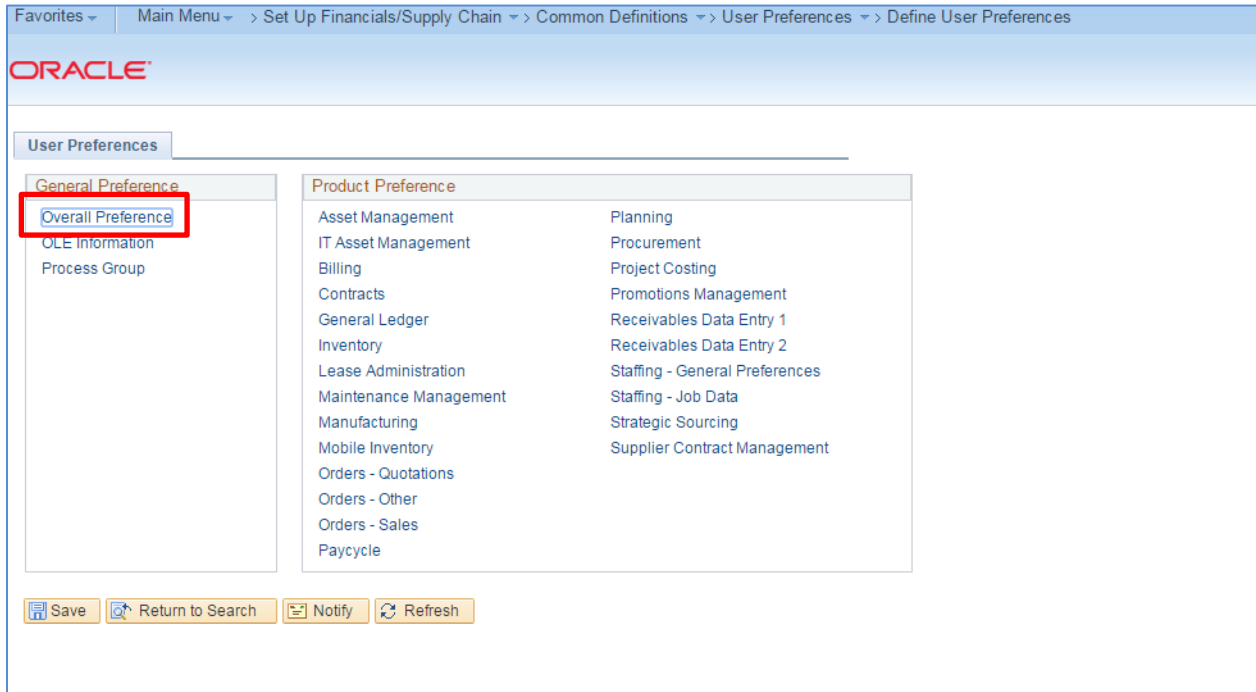 Favorites Main Menu > Set Up Financials/Supply Chain > Common Definitions > User Preferences > Define User Preferences
ORACLE
User Preferences
General Preference
Overall Preference
OLE Information
Process Group
Product Preference
Asset Management
IT Asset Management
Billing
Contracts
General Ledger
Inventory
Lease Administration
Maintenance Management
Manufacturing
Mobile Inventory
Orders - Quotations
Orders - Other
Orders - Sales
Paycycle
Planning
Procurement
Project Costing
Promotions Management
Receivables Data Entry 1
Receivables Data Entry 2
Staffing - General Preferences
Staffing - Job Data
Strategic Sourcing
Supplier Contract Management
Save Return to Search Notify Refresh